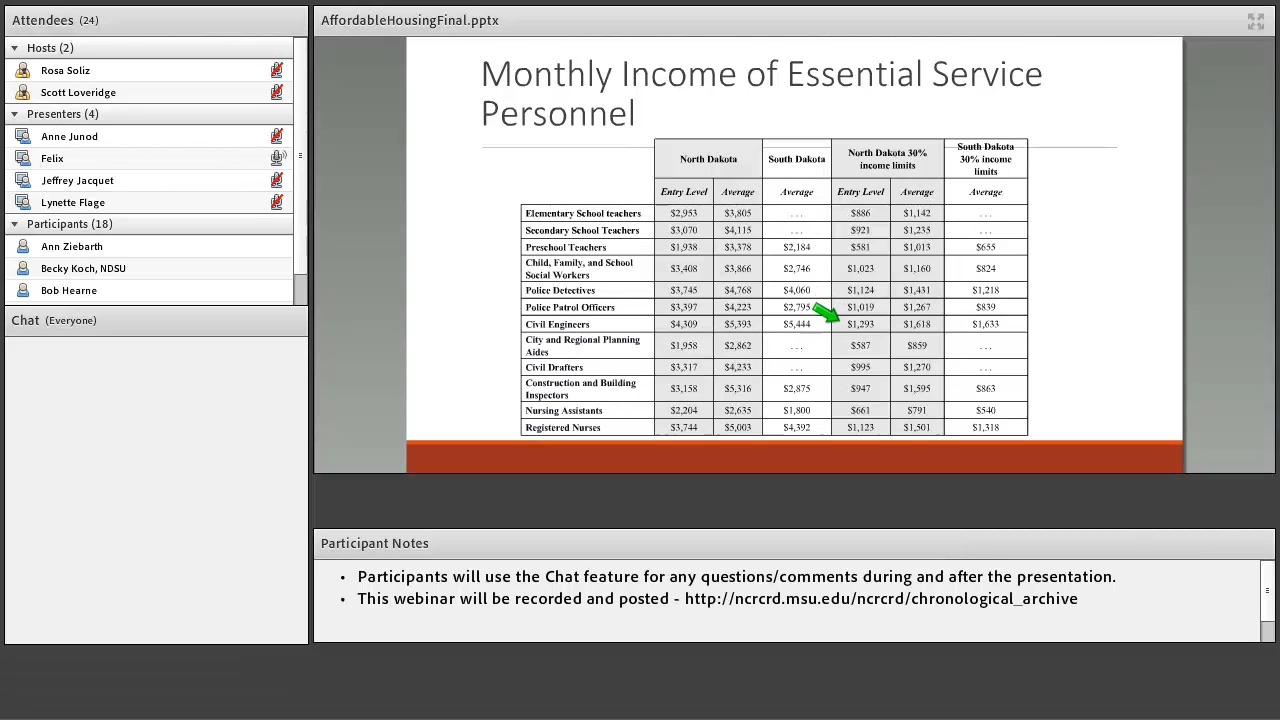 Attendees (24)
Hosts (2)
Rosa Soliz
Scott Loveridge
Presenters (4)
Anne Junod
Felix
Jeffrey Jacquet
Lynette Flage
Participants (18)
Ann Ziebarth
Becky Koch, NDSU
Bob Hearne
Chat (Everyone)
AffordableHousingFinal.pptx
Monthly Income of Essential Service
Personnel
North Dakota South Dakota North Dakota 30% income limits South Dakota 30% income limits
Entry Level Average Average Entry Level Average Average
Elementary School teachers $2,953 $3,805 . . . $886 $1,142 . . .
Secondary School Teachers $3,070 $4,115 . . . $921 $1,235 . . .
Preschool Teachers $1,938 $3,378 $2,184 $581 $1,013 $655
Child, Family, and School Social Workers $3,408 $3,866 $2,746 $1,023 $1,160 $824
Police Detectives $3,745 $4,768 $4,060 $1,124 $1,431 $1,218
Police Patrol Officers $3,397 $4,223 $2,795 $1,019 $1,267 $839
Civil Engineers $4,309 $5,393 $5,444 $1,293 $1,618 $1,633
City and Regional Planning Aides $1,958 $2,862 . . . $587 $859 . . .
Civil Drafters $3,317 $4,233 . . . $995 $1,270 . . .
Construction and Building Inspectors $3,158 $5,316 $2,875 $947 $1,595 $863
Nursing Assistants $2,204 $2,635 $1,800 $661 $791 $540
Registered Nurses $3,744 $5,003 $4,392 $1,123 $1,501 $1,318
Participant Notes
• Participants will use the Chat feature for any questions/comments during and after the presentation.
• This webinar will be recorded and posted - http://ncrcrd.msu.edu/ncrcrd/chronological_archive